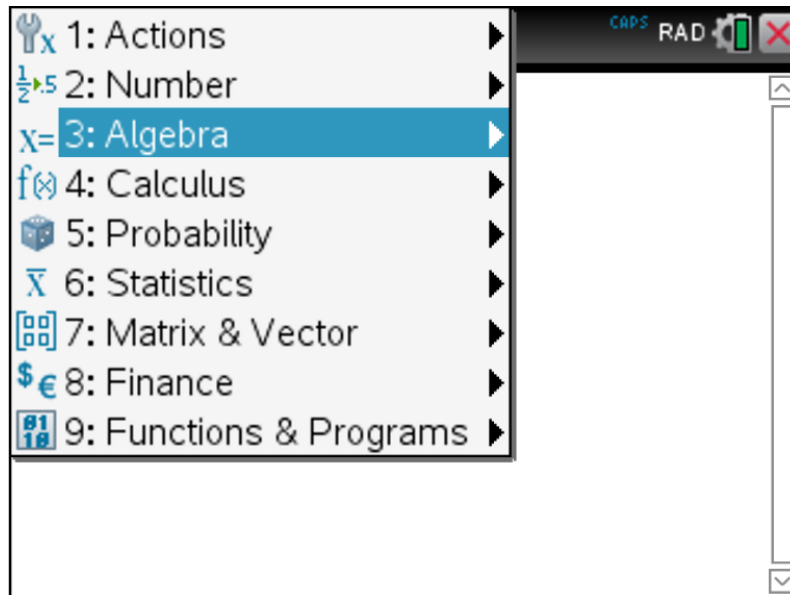 CAPS RAD
1: Actions
2: Number
3: Algebra
4: Calculus
5: Probability
6: Statistics
7: Matrix & Vector
8: Finance
9: Functions & Programs